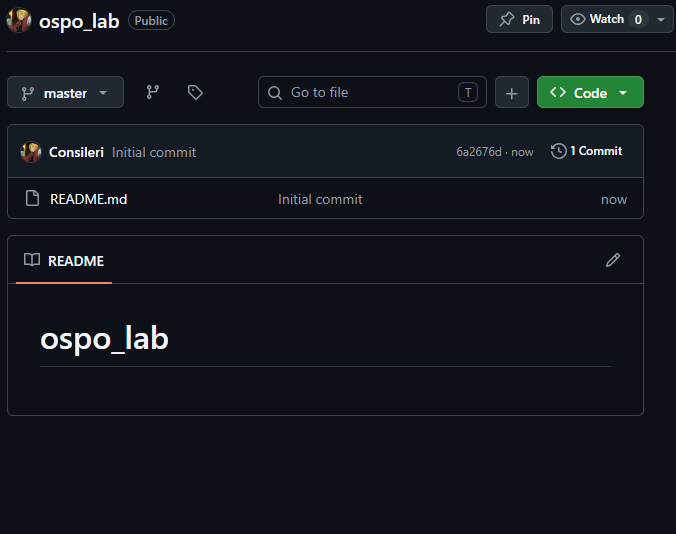 ospo_lab Public Pin Watch 0
master Go to file T Code
Consileri Initial commit 6a2676d · now 1 Commit
README.md Initial commit now
README
ospo_lab